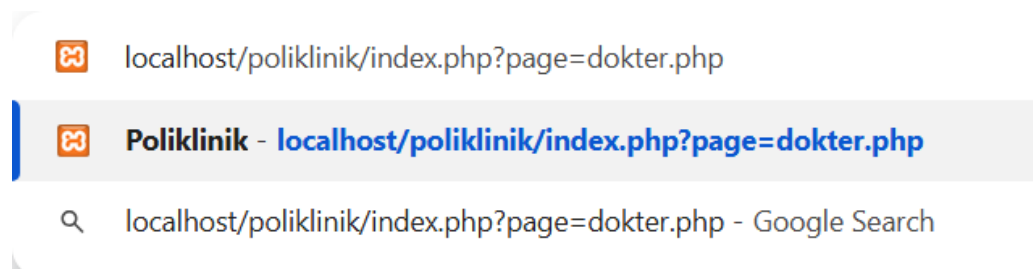 localhost/poliklinik/index.php?page=dokter.php
Poliklinik - localhost/poliklinik/index.php?page=dokter.php
localhost/poliklinik/index.php?page=dokter.php - Google Search